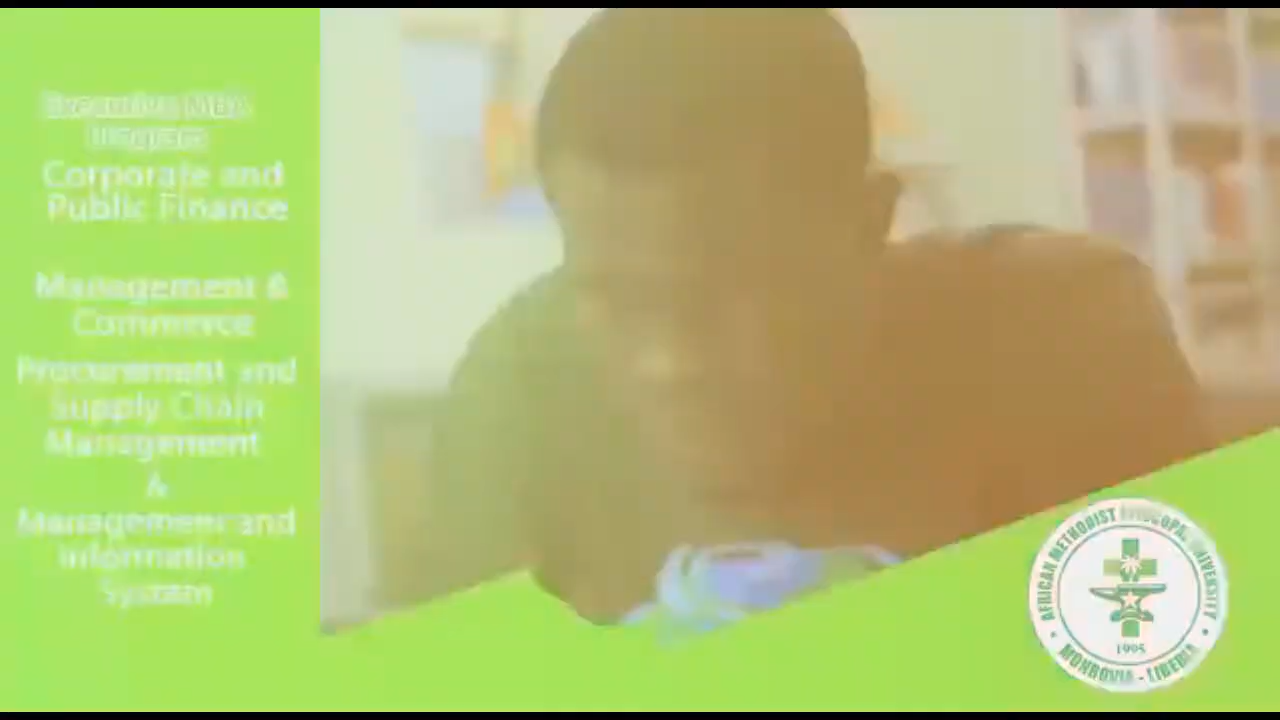 Executive MBA
Corporate and
Public Finance
Management &
Commerce
Procurement and
Supply Chain
Management
&
Management and
Information
System
AFRICAN METHODIST EPISCOPAL UNIVERSITY
1995
MONROVIA - LIBERIA